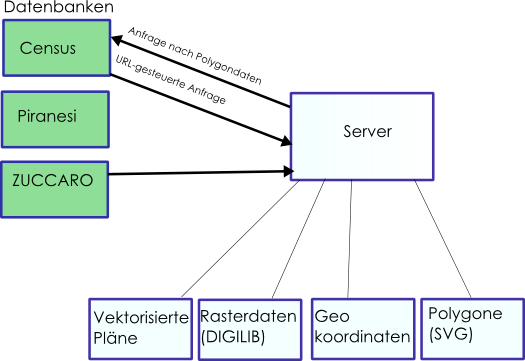 Datenbanken
Census
Anfrage nach Polygondaten
URL-gesteuerte Anfrage
Piranesi
Server
ZUCCARO
Vektorisierte
Pläne
Rasterdaten
(DIGILIB)
Geo
koordinaten
Polygone
(SVG)